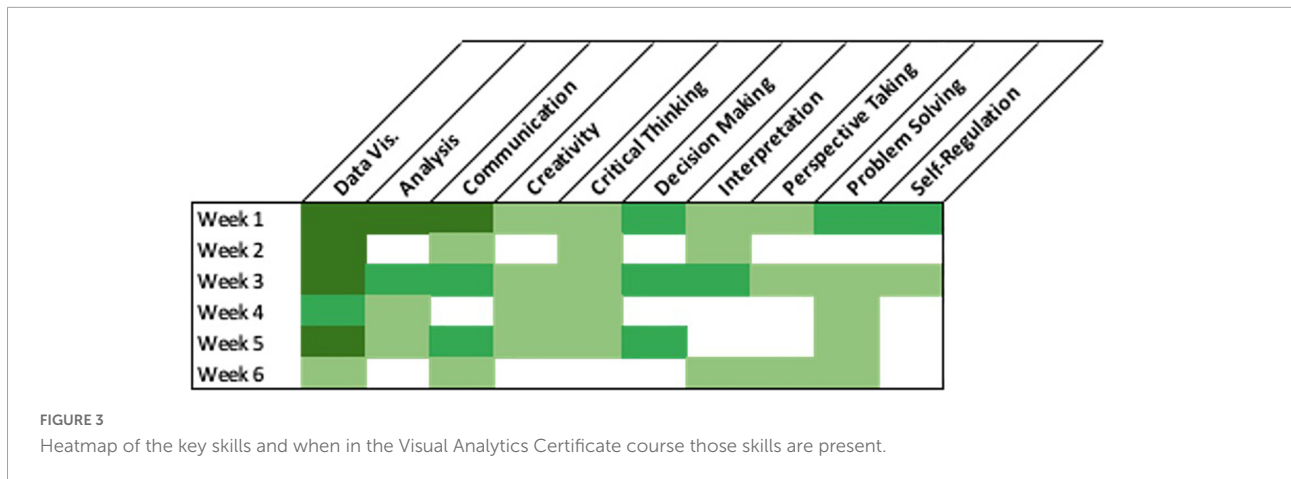 Data Vis.
Analysis
Communication
Creativity
Critical Thinking
Decision Making
Interpretation
Perspective Taking
Problem Solving
Self-Regulation
Week 1
Week 2
Week 3
Week 4
Week 5
Week 6
FIGURE 3
Heatmap of the key skills and when in the Visual Analytics Certificate course those skills are present.